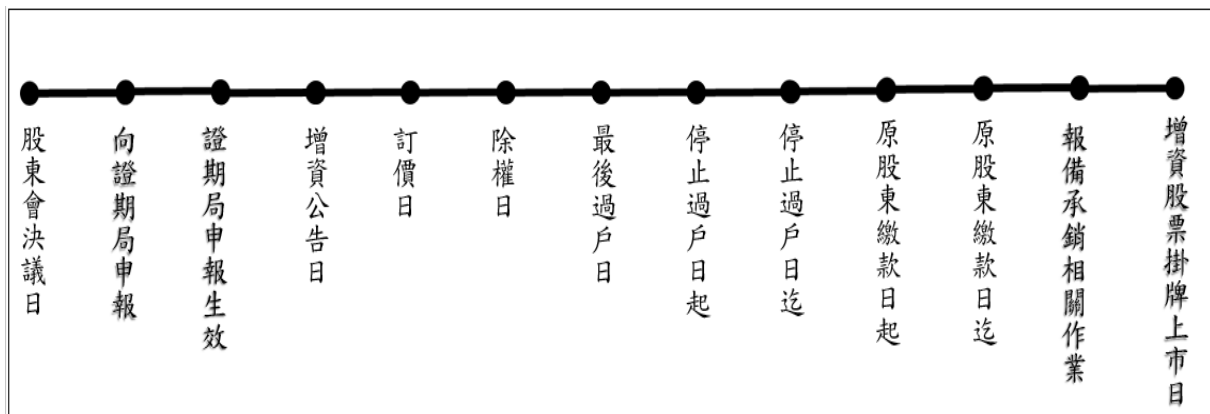 股東會決議日
向證期局申報
證期局申報生效
增資公告日
訂價日
除權日
最後過戶日
停止過戶日起
停止過戶日迄
原股東繳款日起
原股東繳款日迄
報備承銷相關作業
增資股票掛牌上市日